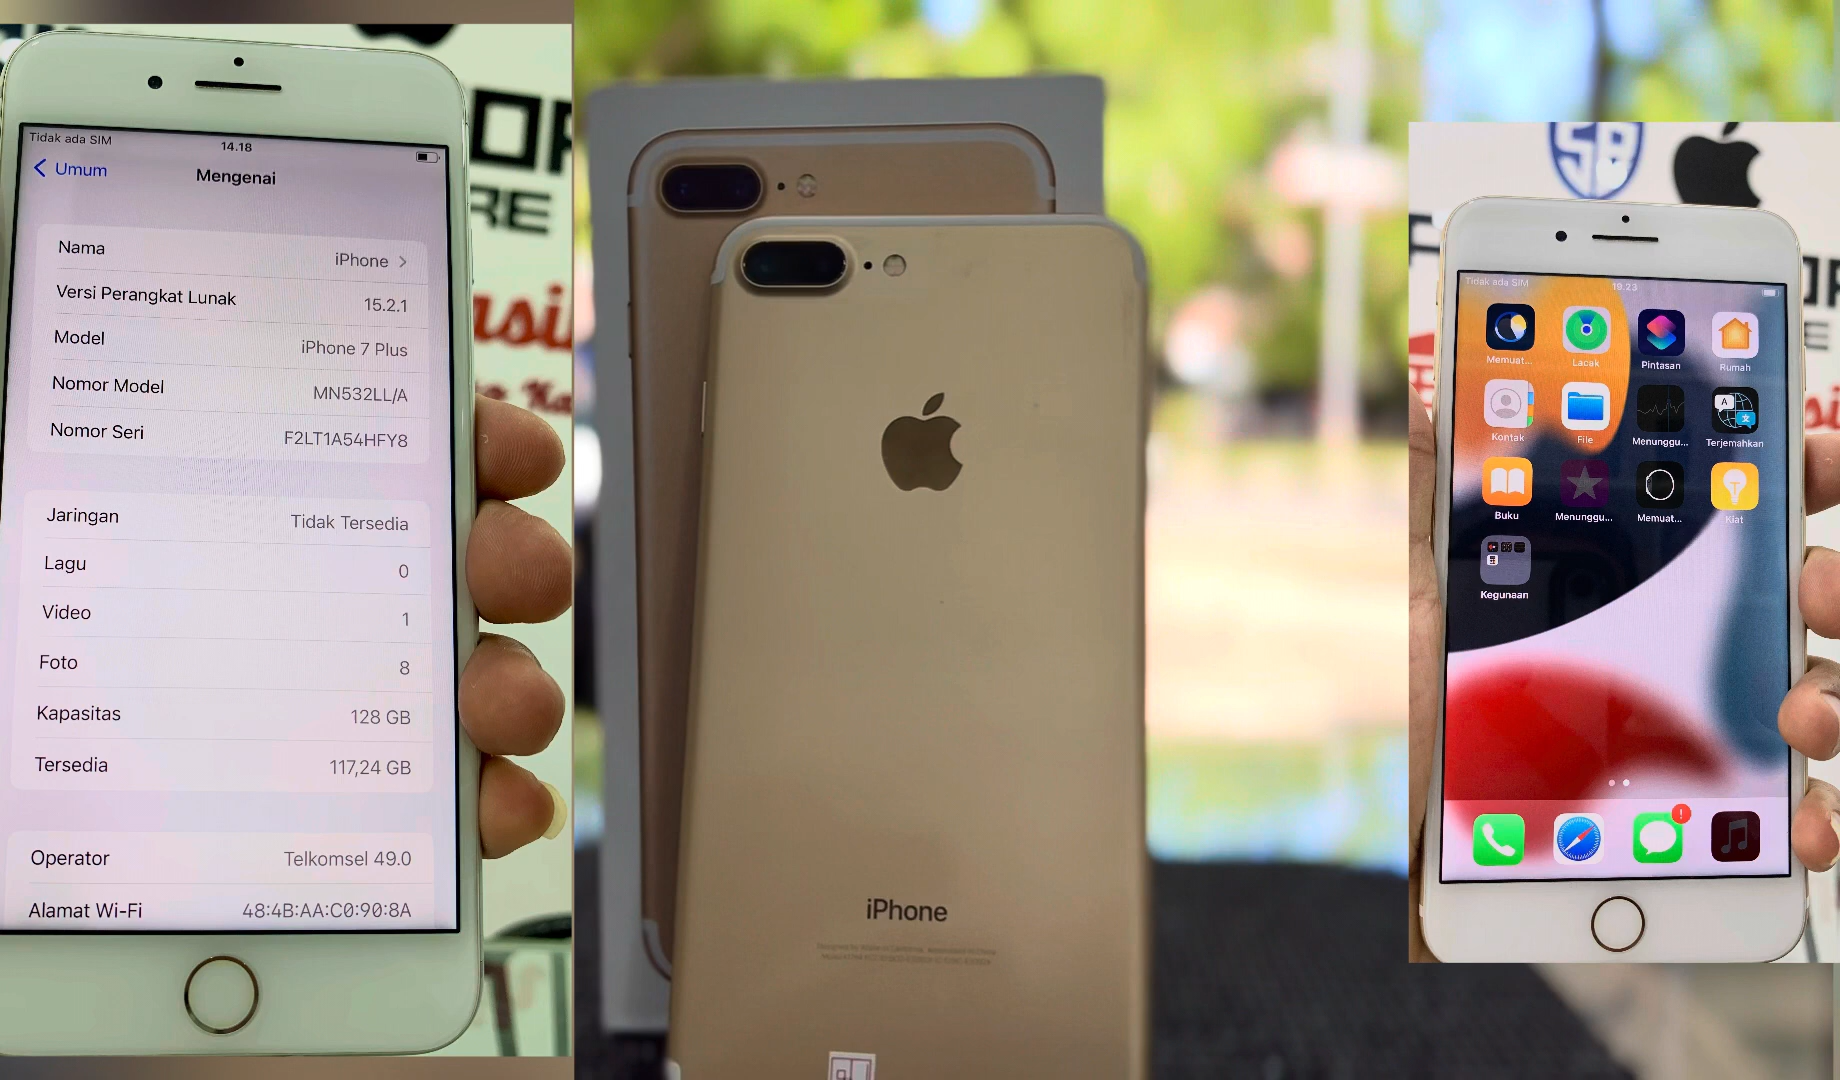 Tidak ada SIM
14.18
Umum
Mengenai
Nama
iPhone
Versi Perangkat Lunak
15.2.1
Model
iPhone 7 Plus
Nomor Model
MN532LL/A
Nomor Seri
F2LT1A54HFY8
Jaringan
Tidak Tersedia
Lagu
0
Video
1
Foto
8
Kapasitas
128 GB
Tersedia
117,24 GB
Operator
Telkomsel 49.0
Alamat Wi-Fi
48:4B:AA:C0:90:8A
iPhone
SB
Tidak ada SIM
19.23
Memuat...
Lacak
Pintasan
Rumah
Kontak
File
Menunggu...
Terjemahkan
Buku
Menunggu...
Memuat...
Kiat
Kegunaan